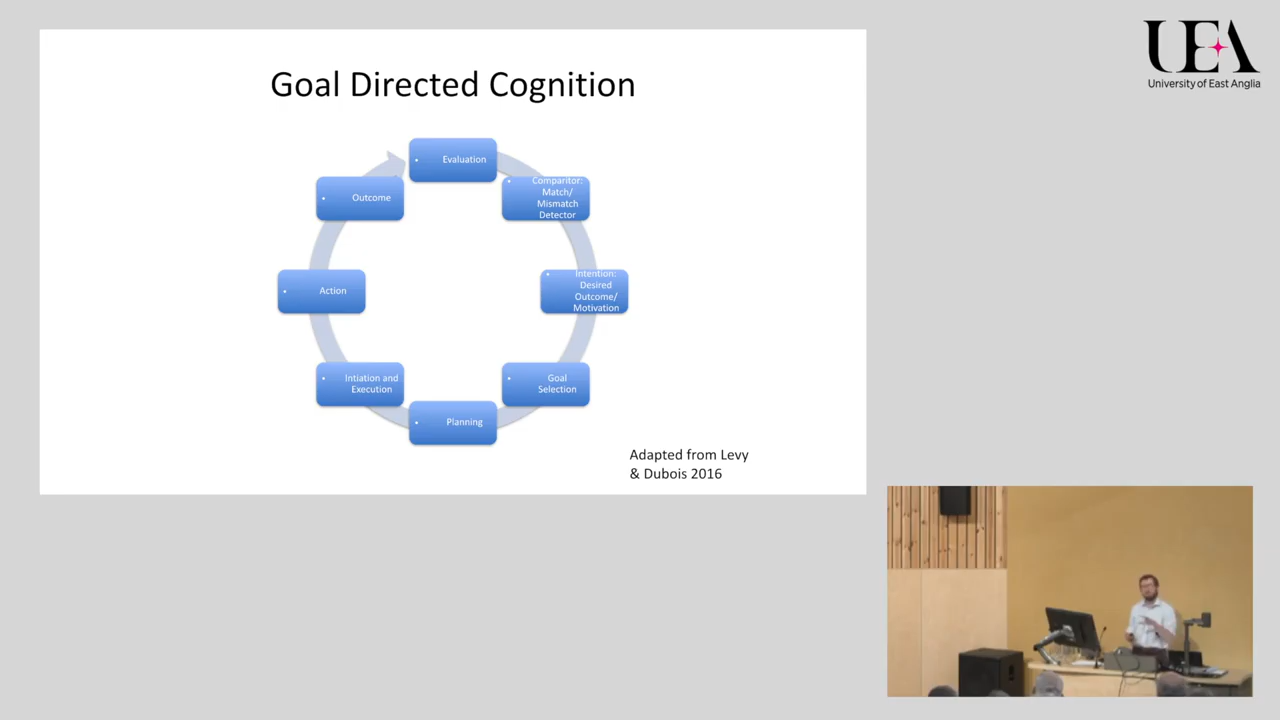 UEA
University of East Anglia
Goal Directed Cognition
• Evaluation
• Comparitor:
Match/
Mismatch
Detector
• Intention:
Desired
Outcome/
Motivation
• Goal
Selection
• Planning
• Intiation and
Execution
• Action
• Outcome
Adapted from Levy
& Dubois 2016